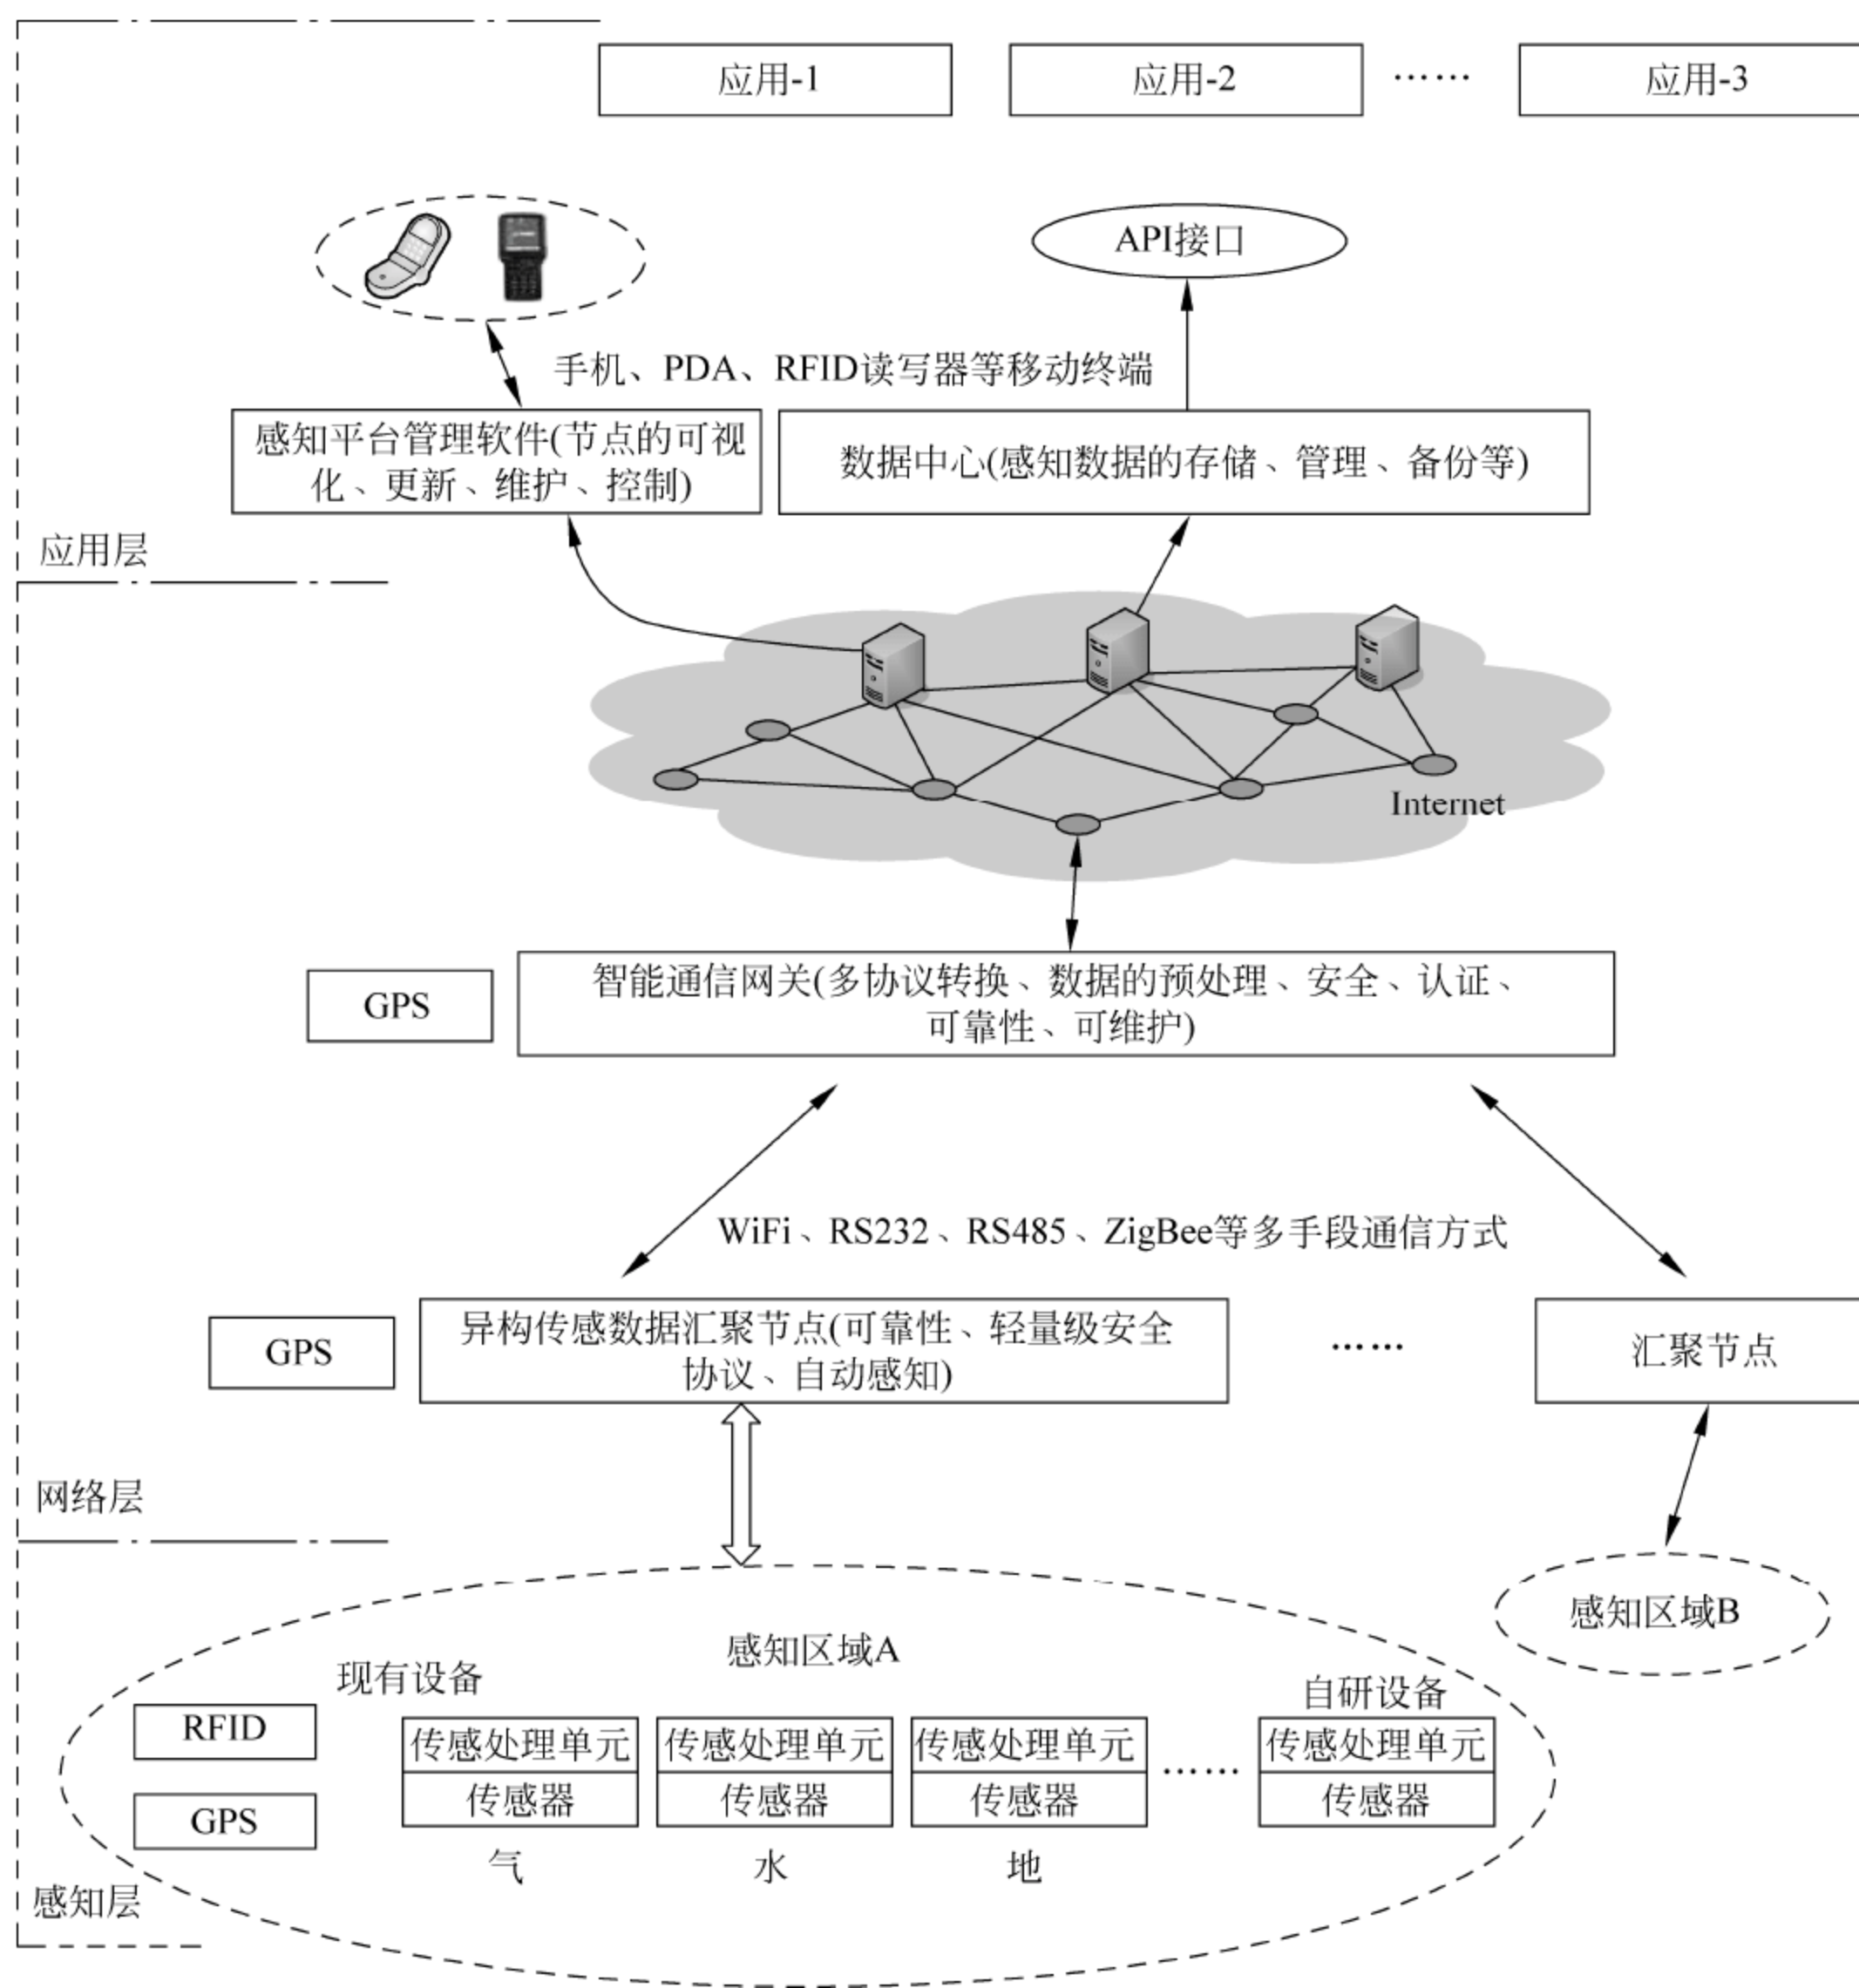 应用-1
应用-2
……
应用-3
API接口
手机、PDA、RFID读写器等移动终端
感知平台管理软件(节点的可视
化、更新、维护、控制)
数据中心(感知数据的存储、管理、备份等)
应用层
Internet
GPS
智能通信网关(多协议转换、数据的预处理、安全、认证、
可靠性、可维护)
WiFi、RS232、RS485、ZigBee等多手段通信方式
GPS
异构传感数据汇聚节点(可靠性、轻量级安全
协议、自动感知)
……
汇聚节点
网络层
感知区域B
感知区域A
现有设备
自研设备
RFID
GPS
传感处理单元
传感器
气
传感处理单元
传感器
水
传感处理单元
传感器
地
……
传感处理单元
传感器
感知层